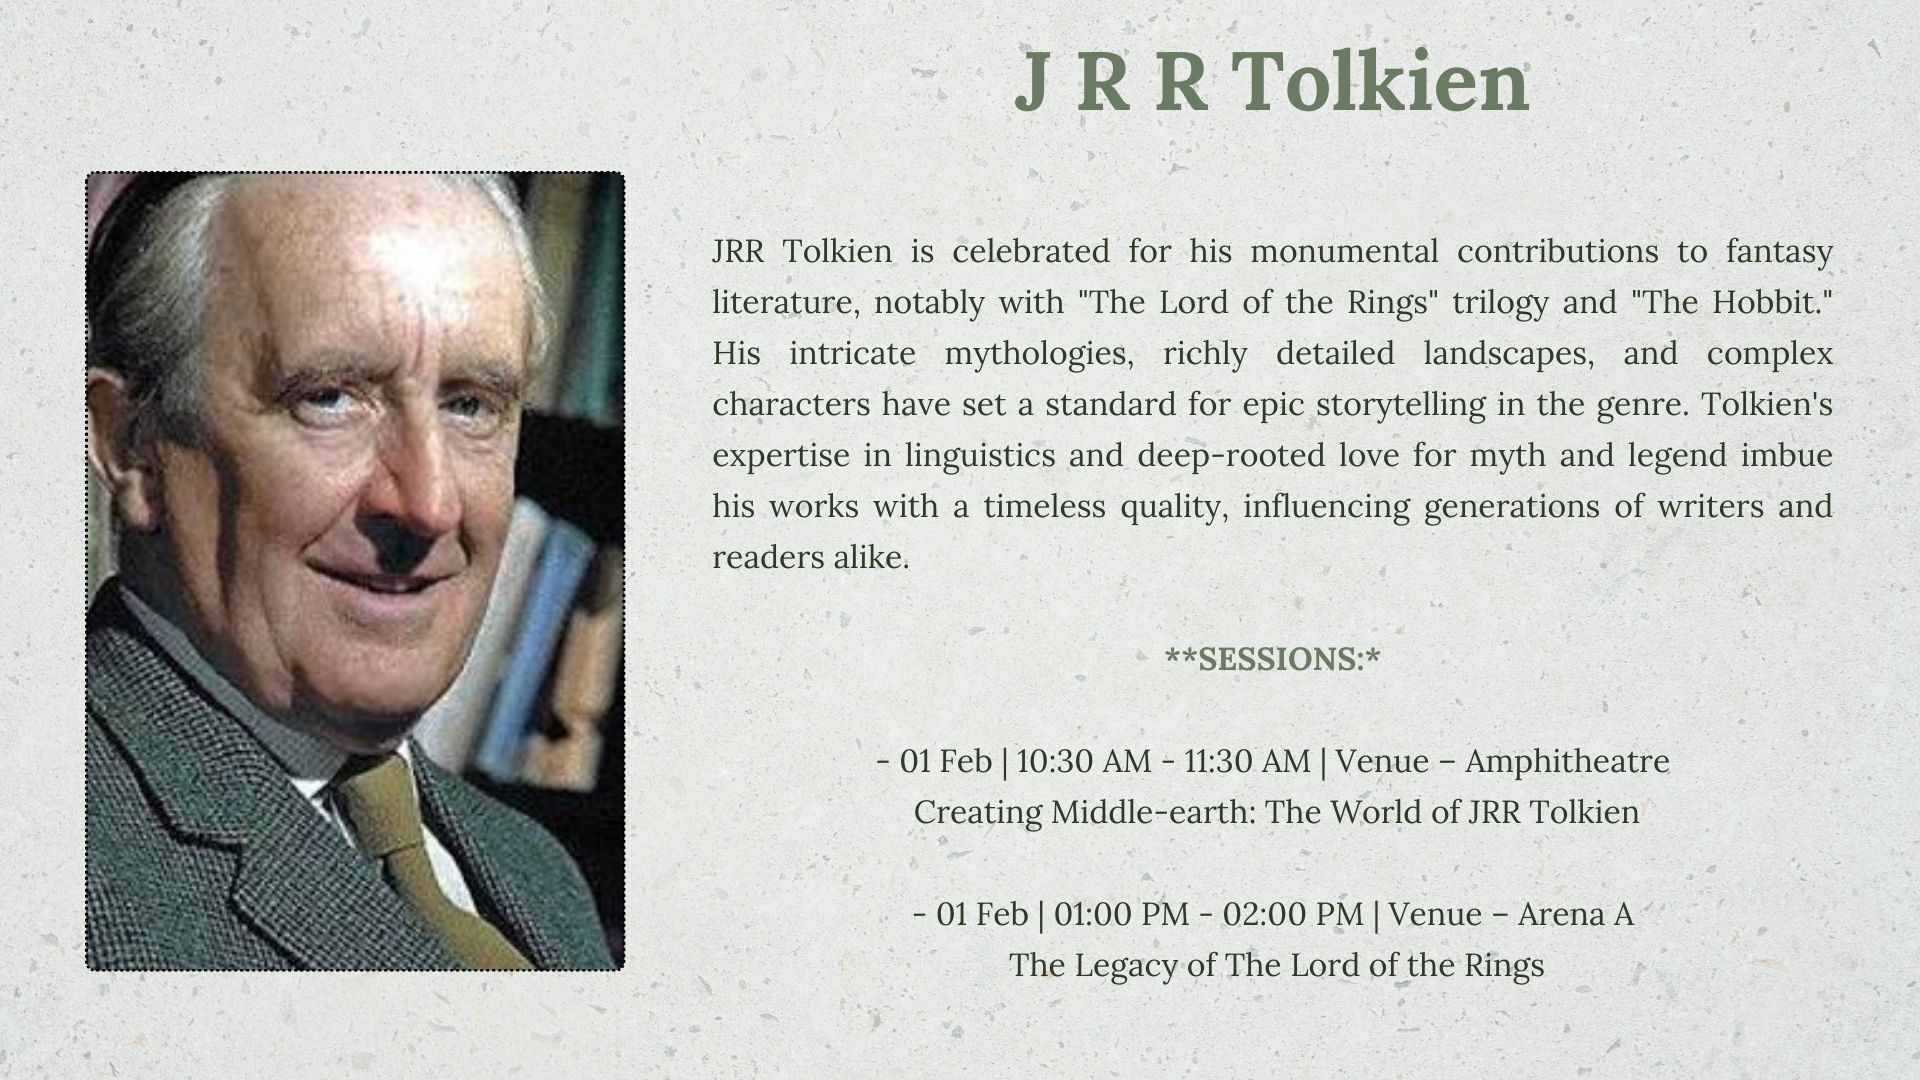 J R R Tolkien
JRR Tolkien is celebrated for his monumental contributions to fantasy
literature, notably with "The Lord of the Rings" trilogy and "The Hobbit."
His intricate mythologies, richly detailed landscapes, and complex
characters have set a standard for epic storytelling in the genre. Tolkien's
expertise in linguistics and deep-rooted love for myth and legend imbue
his works with a timeless quality, influencing generations of writers and
readers alike.
**SESSIONS:*
- 01 Feb | 10:30 AM - 11:30 AM | Venue – Amphitheatre
Creating Middle-earth: The World of JRR Tolkien
- 01 Feb | 01:00 PM - 02:00 PM | Venue – Arena A
The Legacy of The Lord of the Rings